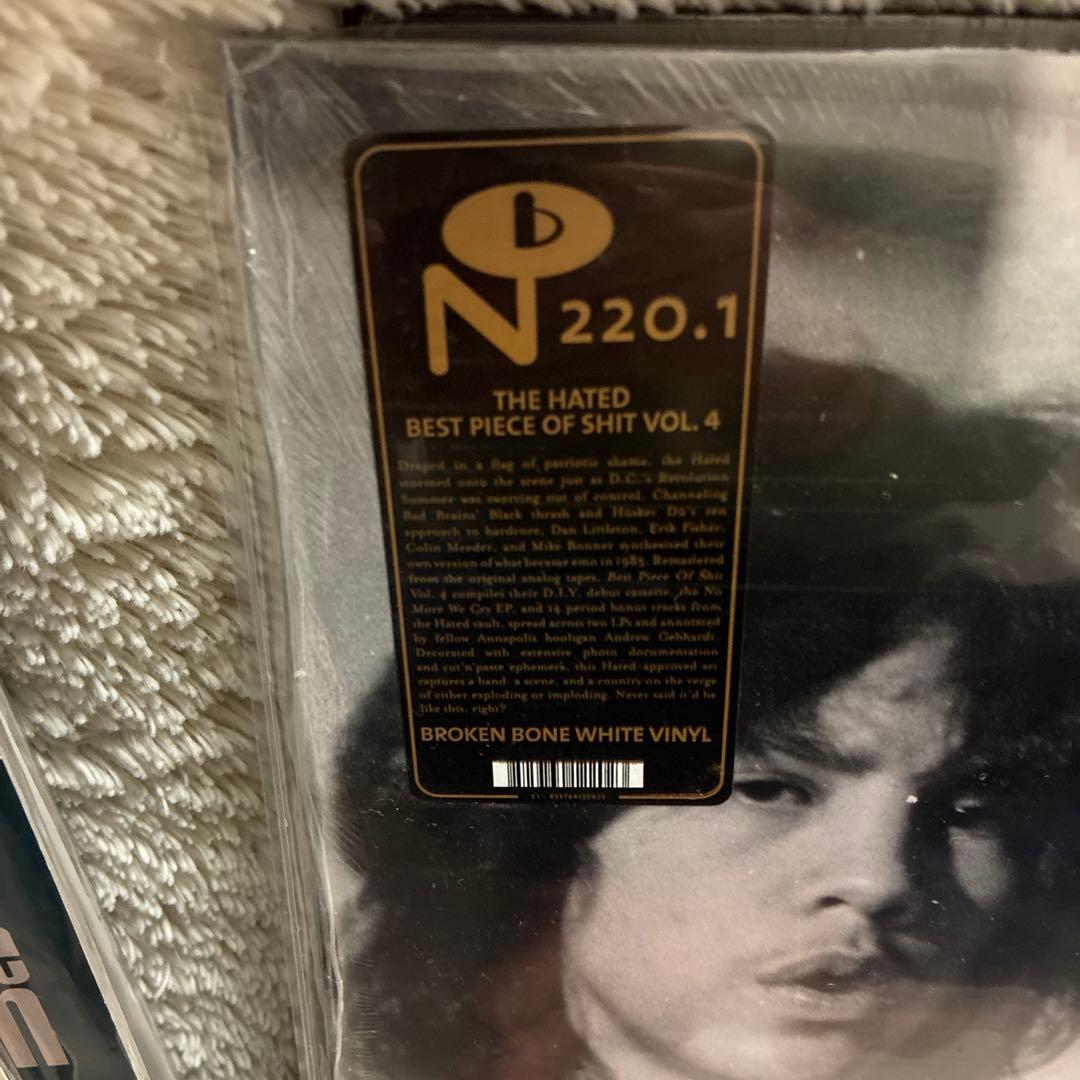 N
220.1
THE HATED
BEST PIECE OF SHIT VOL. 4
Draped in a flag of patriotic shame, the Hated
stormed onto the scene just as D.C.'s Revolution
Summer was swerving out of control. Channeling
Bad Brains' Black thrash and Hüsker Dü's zen
approach to hardcore, Dan Littleton, Erik Fisher,
Colin Meeder, and Mike Bonner synthesized their
own version of what became emo in 1985. Remastered
from the original analog tapes, Best Piece Of Shit
Vol. 4 compiles their D.I.Y. debut cassette, the No
More We Cry EP, and 14 period bonus tracks from
the Hated vault, spread across two LPs and annotated
by fellow Annapolis hooligan Andrew Gebhardt.
Decorated with extensive photo documentation
and cut'n'paste ephemera, this Hated-approved set
captures a band, a scene, and a country on the verge
of either exploding or imploding. Never said it'd be
like this, right?
BROKEN BONE WHITE VINYL